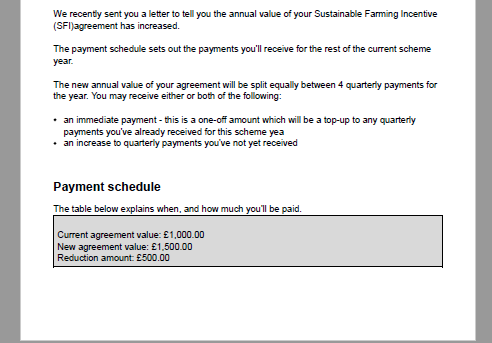 We recently sent you a letter to tell you the annual value of your Sustainable Farming Incentive
(SFI)agreement has increased.
The payment schedule sets out the payments you'll receive for the rest of the current scheme
year.
The new annual value of your agreement will be split equally between 4 quarterly payments for
the year. You may receive either or both of the following:
• an immediate payment - this is a one-off amount which will be a top-up to any quarterly
payments you've already received for this scheme yea
• an increase to quarterly payments you've not yet received
Payment schedule
The table below explains when, and how much you'll be paid.
Current agreement value: £1,000.00
New agreement value: £1,500.00
Reduction amount: £500.00